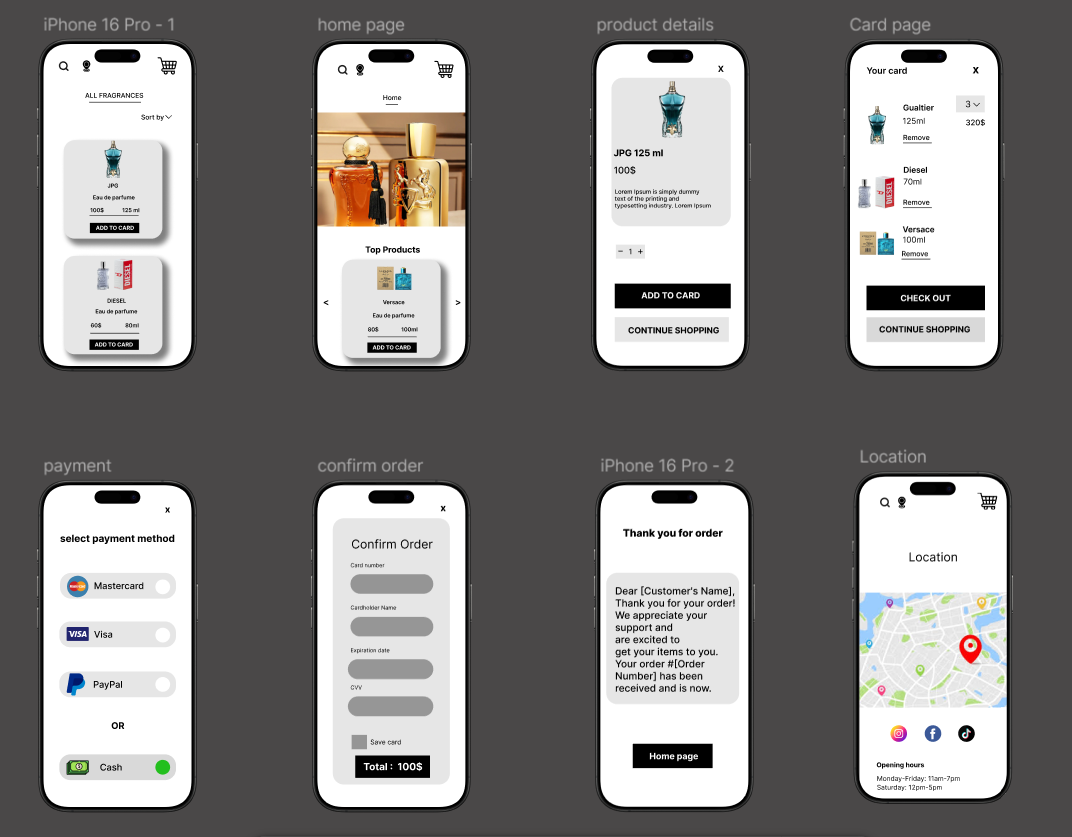 iPhone 16 Pro - 1
ALL FRAGRANCES
Sort by
JPG
Eau de parfume
100$ 125 ml
ADD TO CARD
DIESEL
DIESEL
Eau de parfume
60$ 80ml
ADD TO CARD
home page
Home
Top Products
<
>
Versace
Eau de parfume
80$ 100ml
ADD TO CARD
product details
X
JPG 125 ml
100$
Lorem Ipsum is simply dummy
text of the printing and
typesetting industry. Lorem Ipsum
− 1 +
ADD TO CARD
CONTINUE SHOPPING
Card page
Your card X
Gualtier
125ml
Remove
3
320$
DIESEL
Diesel
70ml
Remove
Versace
100ml
Remove
CHECK OUT
CONTINUE SHOPPING
payment
X
select payment method
Mastercard
VISA Visa
PayPal
OR
Cash
confirm order
X
Confirm Order
Card number
Cardholder Name
Expiration date
CVV
Save card
Total : 100$
iPhone 16 Pro - 2
Thank you for order
Dear [Customer's Name],
Thank you for your order!
We appreciate your
support and
are excited to
get your items to you.
Your order #[Order
Number] has been
received and is now.
Home page
Location
Location
Opening hours
Monday-Friday: 11am-7pm
Saturday: 12pm-5pm